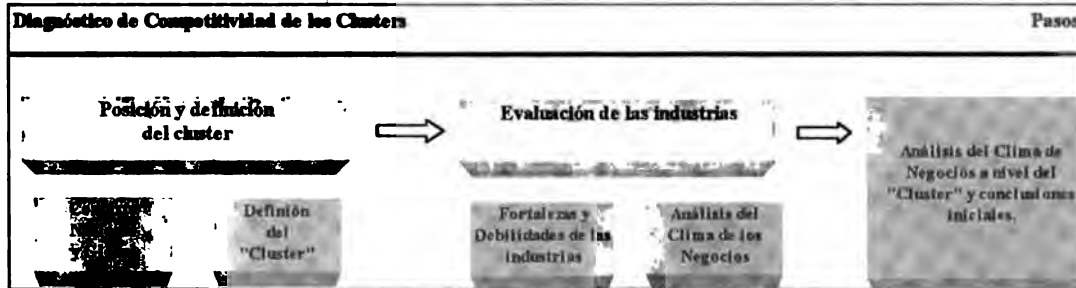 Diagnóstico de Competitividad de los Clusters
Pasos
Posición y definición
del cluster
Evaluación de las industrias
Análisis del Clima de
Negocios a nivel del
"Cluster" y conclusiones
iniciales.
Definión
del
"Cluster"
Fortalezas y
Debilidades de las
industrias
Análisis del
Clima de los
Negocios